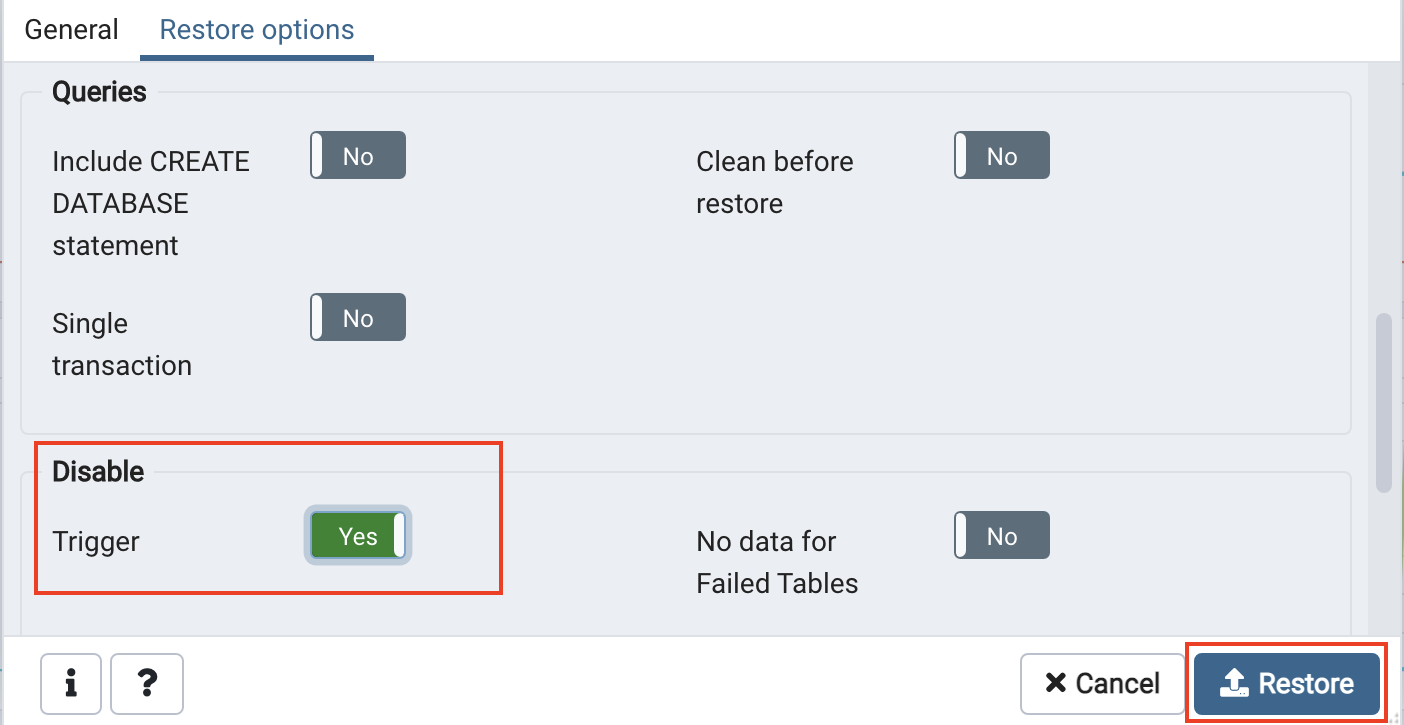 General
Restore options
Queries
Include CREATE
DATABASE
statement
No
Clean before
restore
No
Single
transaction
No
Disable
Trigger
Yes
No data for
Failed Tables
No
i
?
Cancel
Restore